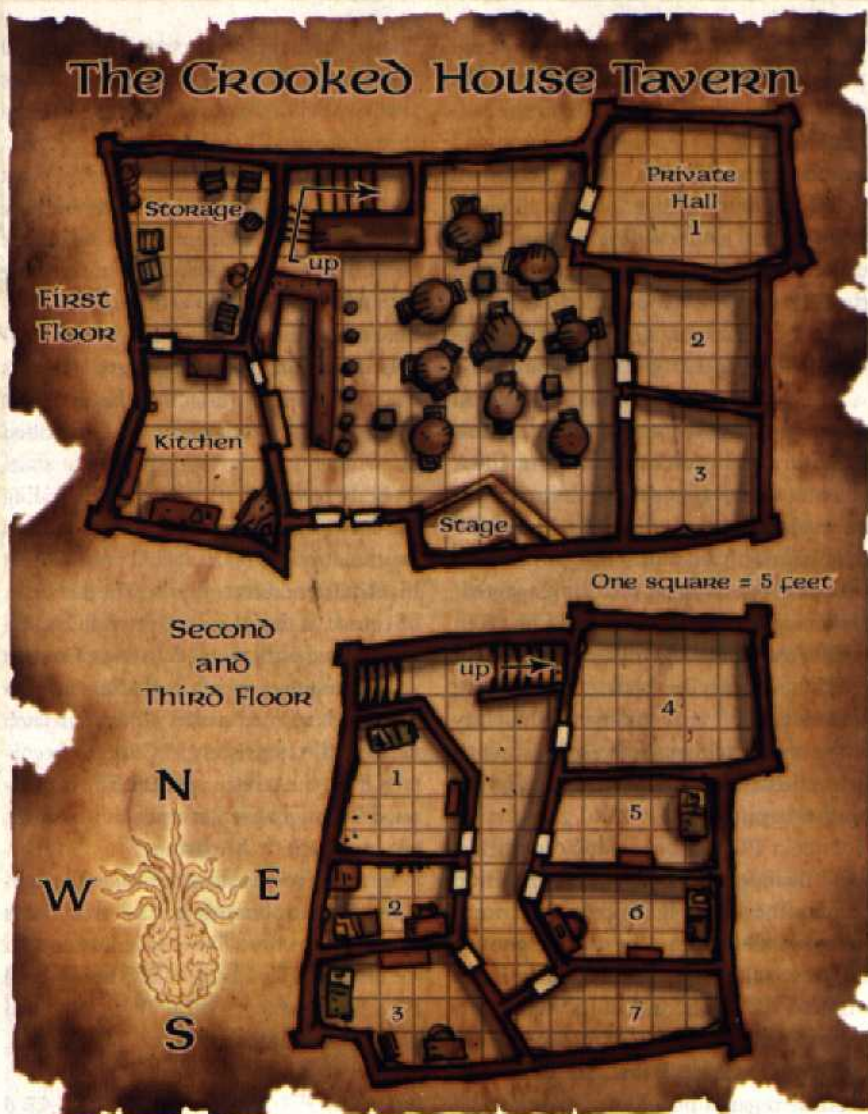 The Crooked House Tavern
Private
Hall
1
Storage
up
First
Floor
2
Kitchen
3
Stage
One square = 5 feet
Second
and
Third Floor
up
4
1
5
N
W
E
2
6
3
7
S